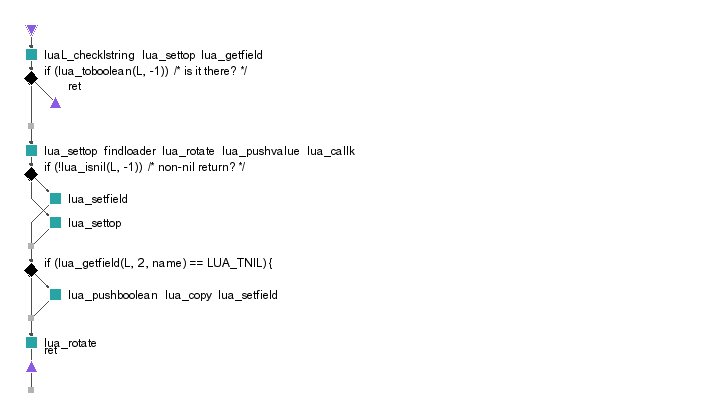 luaL_checklstring lua_settop lua_getfield
if (lua_toboolean(L, -1)) /* is it there? */
ret
lua_settop findloader lua_rotate lua_pushvalue lua_callk
if (!lua_isnil(L, -1)) /* non-nil return? */
lua_setfield
lua_settop
if (lua_getfield(L, 2, name) == LUA_TNIL) {
lua_pushboolean lua_copy lua_setfield
lua_rotate
ret